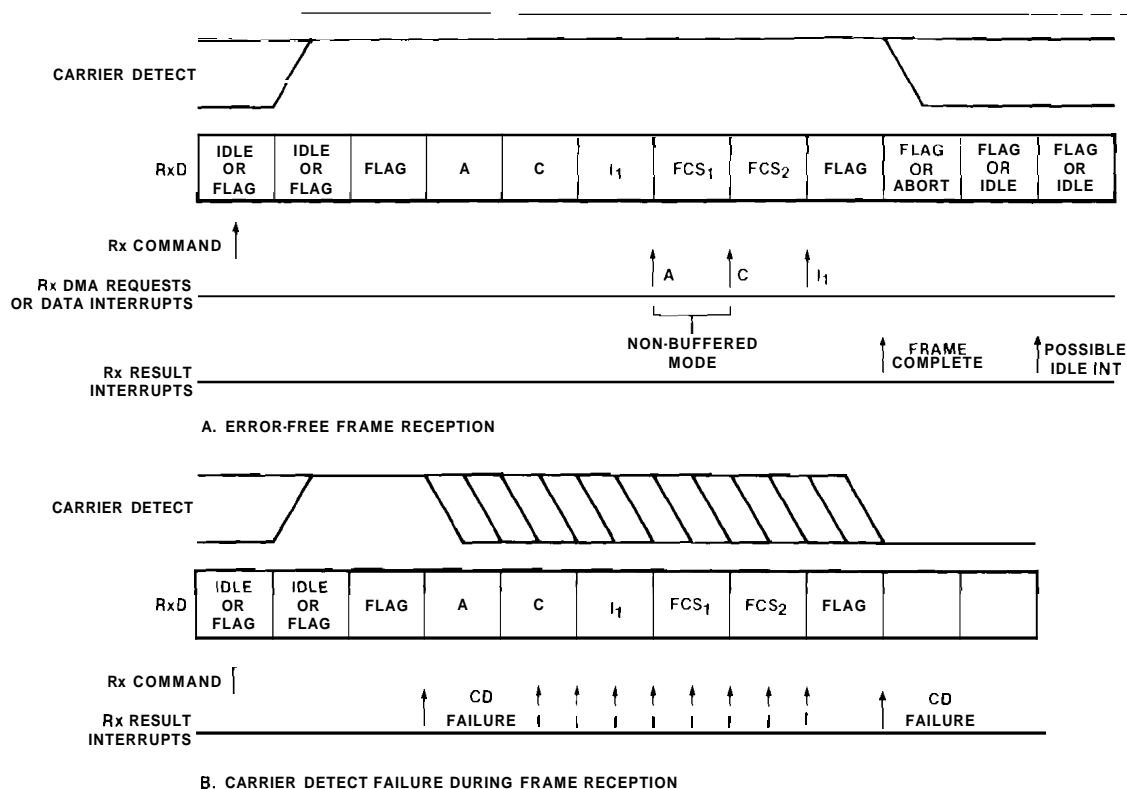 CARRIER DETECT
RxD
IDLE OR FLAG
IDLE OR FLAG
FLAG
A
C
I1
FCS1
FCS2
FLAG
FLAG OR ABORT
FLAG OR IDLE
FLAG OR IDLE
Rx COMMAND
Rx DMA REQUESTS
OR DATA INTERRUPTS
A
C
I1
NON-BUFFERED
MODE
Rx RESULT
INTERRUPTS
FRAME
COMPLETE
POSSIBLE
IDLE INT
A. ERROR-FREE FRAME RECEPTION
CARRIER DETECT
RxD
IDLE OR FLAG
IDLE OR FLAG
FLAG
A
C
I1
FCS1
FCS2
FLAG
Rx COMMAND
Rx RESULT
INTERRUPTS
CD
FAILURE
CD
FAILURE
B. CARRIER DETECT FAILURE DURING FRAME RECEPTION